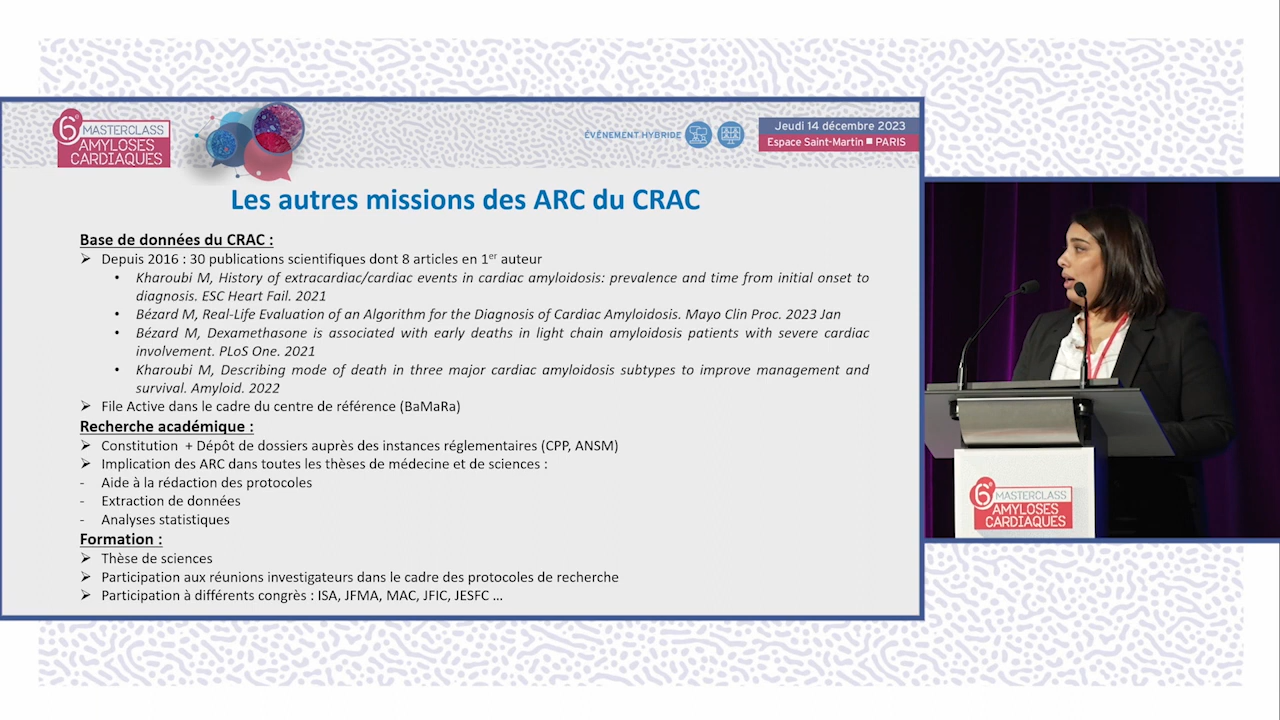 6e
MASTERCLASS
AMYLOSES
CARDIAQUES
ÉVÉNEMENT HYBRIDE
Jeudi 14 décembre 2023
Espace Saint-Martin ■ PARIS
Les autres missions des ARC du CRAC
Base de données du CRAC :
➢ Depuis 2016 : 30 publications scientifiques dont 8 articles en 1er auteur
• Kharoubi M, History of extracardiac/cardiac events in cardiac amyloidosis: prevalence and time from initial onset to
diagnosis. ESC Heart Fail. 2021
• Bézard M, Real-Life Evaluation of an Algorithm for the Diagnosis of Cardiac Amyloidosis. Mayo Clin Proc. 2023 Jan
• Bézard M, Dexamethasone is associated with early deaths in light chain amyloidosis patients with severe cardiac
involvement. PLoS One. 2021
• Kharoubi M, Describing mode of death in three major cardiac amyloidosis subtypes to improve management and
survival. Amyloid. 2022
➢ File Active dans le cadre du centre de référence (BaMaRa)
Recherche académique :
➢ Constitution + Dépôt de dossiers auprès des instances réglementaires (CPP, ANSM)
➢ Implication des ARC dans toutes les thèses de médecine et de sciences :
- Aide à la rédaction des protocoles
- Extraction de données
- Analyses statistiques
Formation :
➢ Thèse de sciences
➢ Participation aux réunions investigateurs dans le cadre des protocoles de recherche
➢ Participation à différents congrès : ISA, JFMA, MAC, JFIC, JESFC ...
6e
MASTERCLASS
AMYLOSES
CARDIAQUES